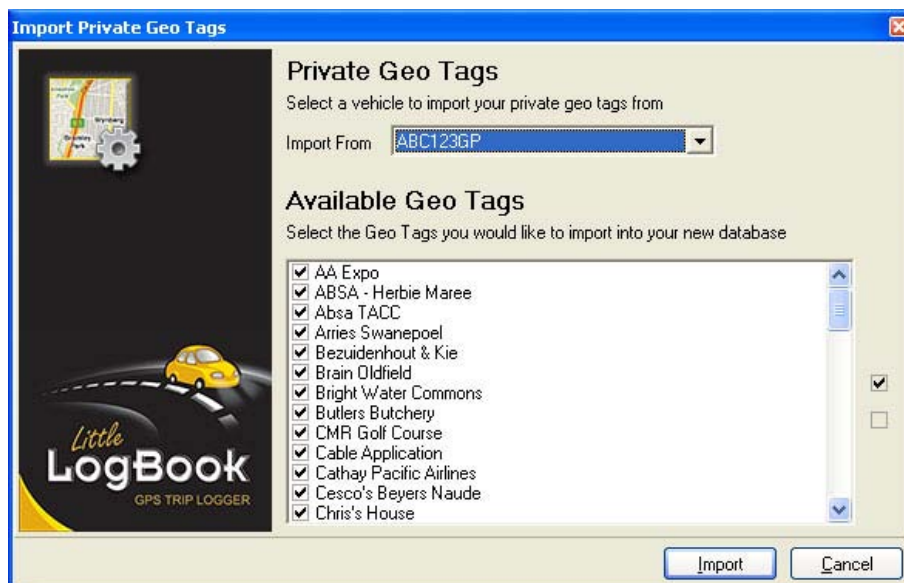 Import Private Geo Tags
Private Geo Tags
Select a vehicle to import your private geo tags from
Import From ABC123GP
Available Geo Tags
Select the Geo Tags you would like to import into your new database
AA Expo
ABSA - Herbie Maree
Absa TACC
Arries Swanepoel
Bezuidenhout & Kie
Brain Oldfield
Bright Water Commons
Butlers Butchery
CMR Golf Course
Cable Application
Cathay Pacific Airlines
Cesco's Beyers Naude
Chris's House
Little
LogBook
GPS TRIP LOGGER
Import
Cancel